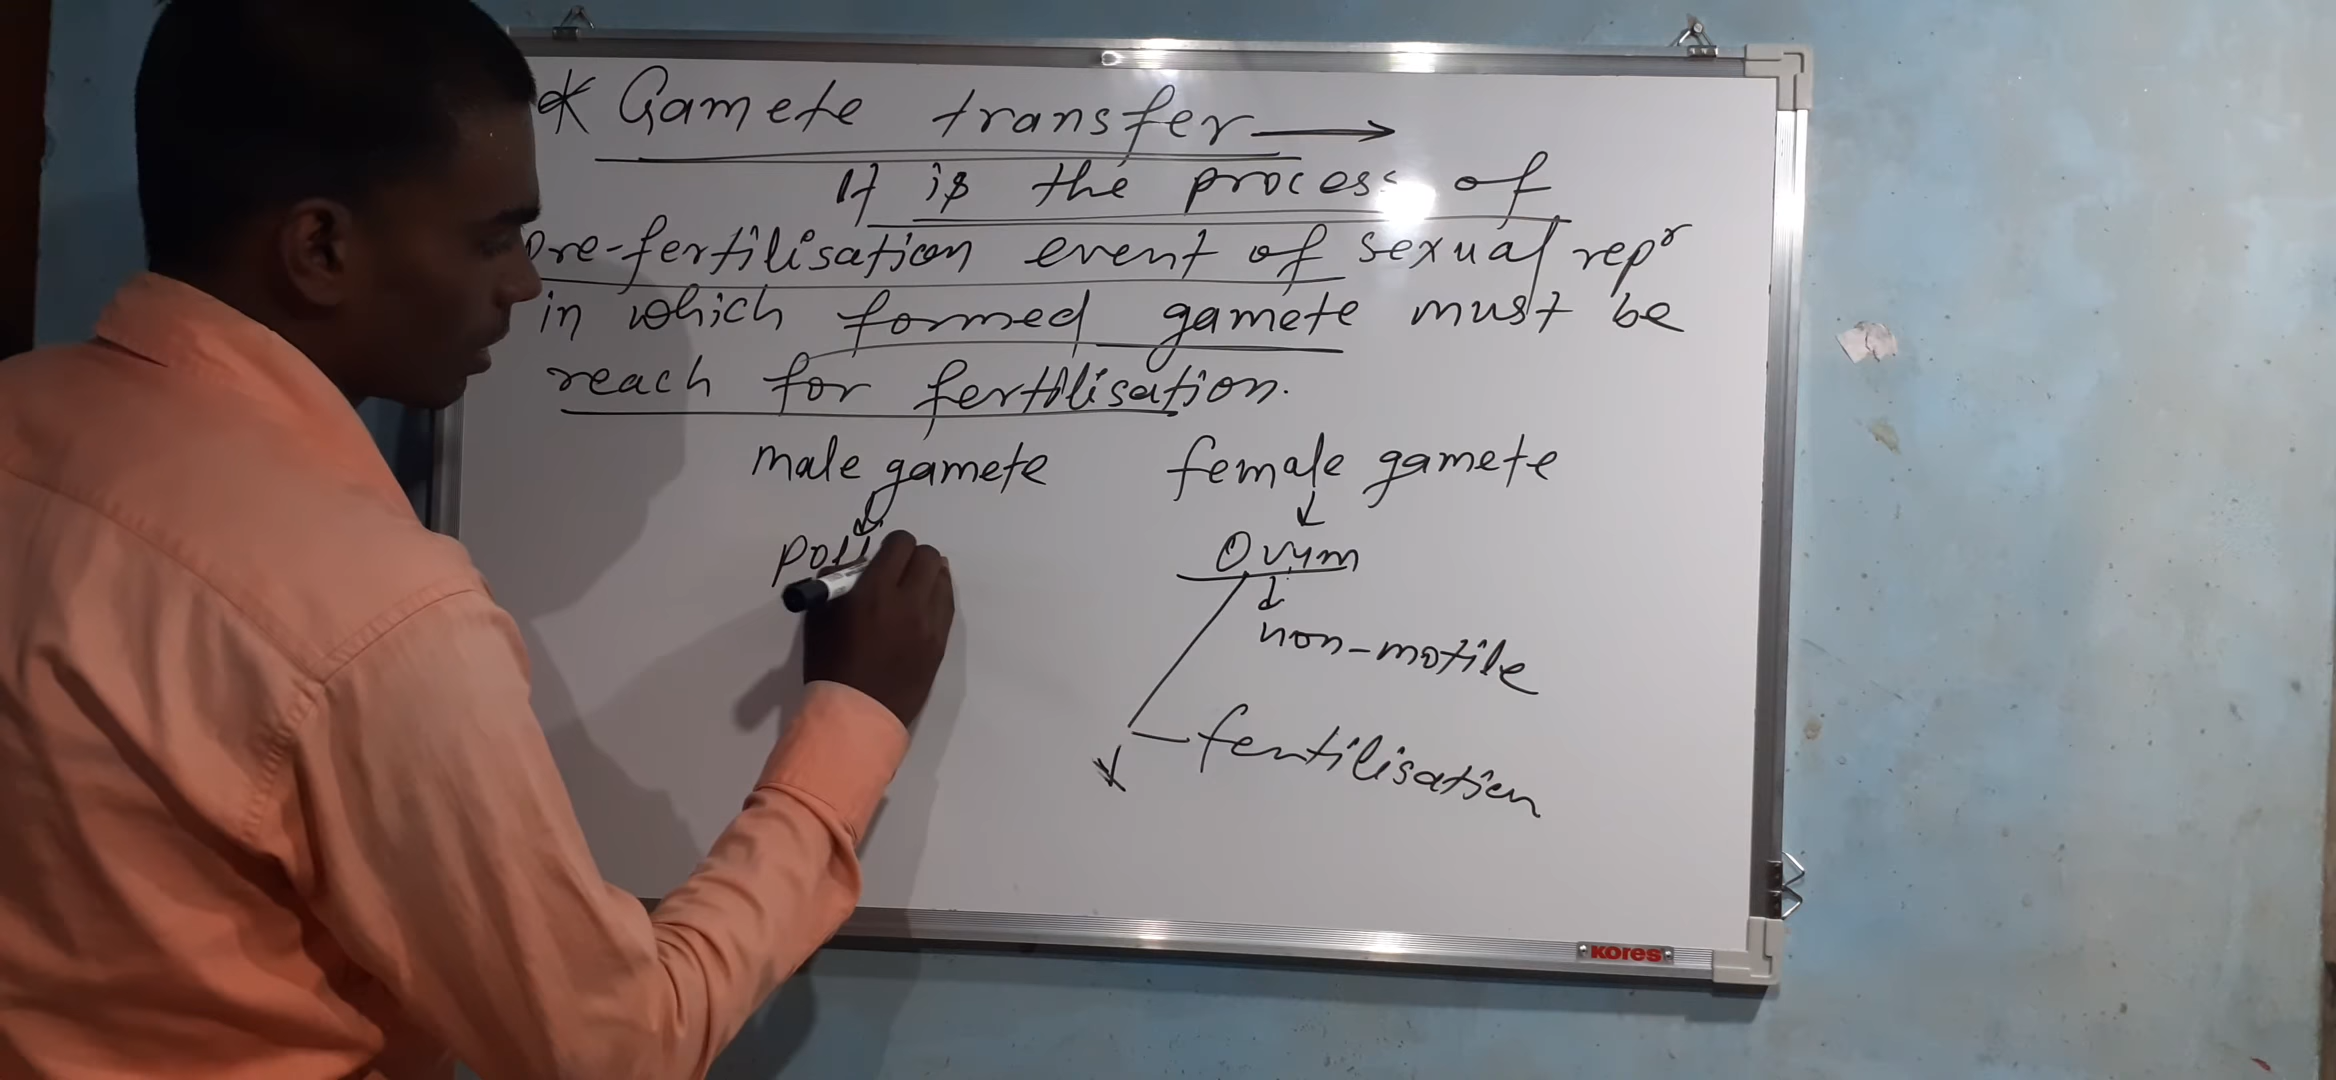 * Gamete transfer →
It is the process of
pre-fertilisation event of sexual repr
in which formed gamete must be
reach for fertilisation.
male gamete female gamete
poll
Ovum
non-motile
fertilisation
Kores